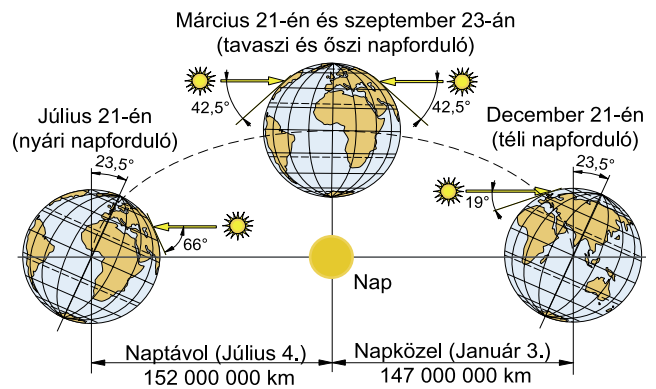 Március 21-én és szeptember 23-án
(tavaszi és őszi napforduló)
42,5°
42,5°
Július 21-én
(nyári napforduló)
23,5°
66°
December 21-én
(téli napforduló)
23,5°
19°
Nap
Naptávol (Július 4.)
152 000 000 km
Napközel (Január 3.)
147 000 000 km